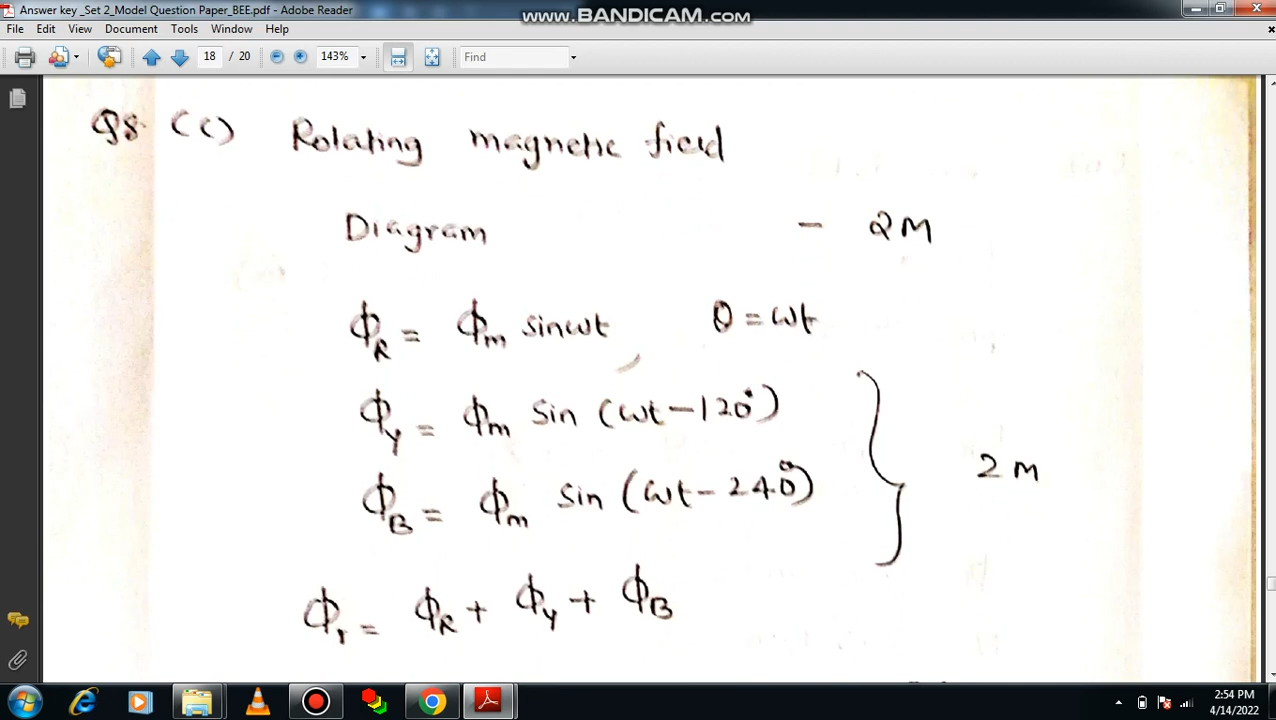 Answer key _Set 2_Model Question Paper_BEE.pdf - Adobe Reader
www.BANDICAM.com
File Edit View Document Tools Window Help
18 / 20 143% Find
Q8. (c) Rotating magnetic field
Diagram - 2M
ΦR = Φm sinωt θ = ωt
Φy = Φm sin (ωt-120°)
2 M
ΦB = Φm sin (ωt-240°)
Φr = ΦR + Φy + ΦB
2:54 PM
4/14/2022